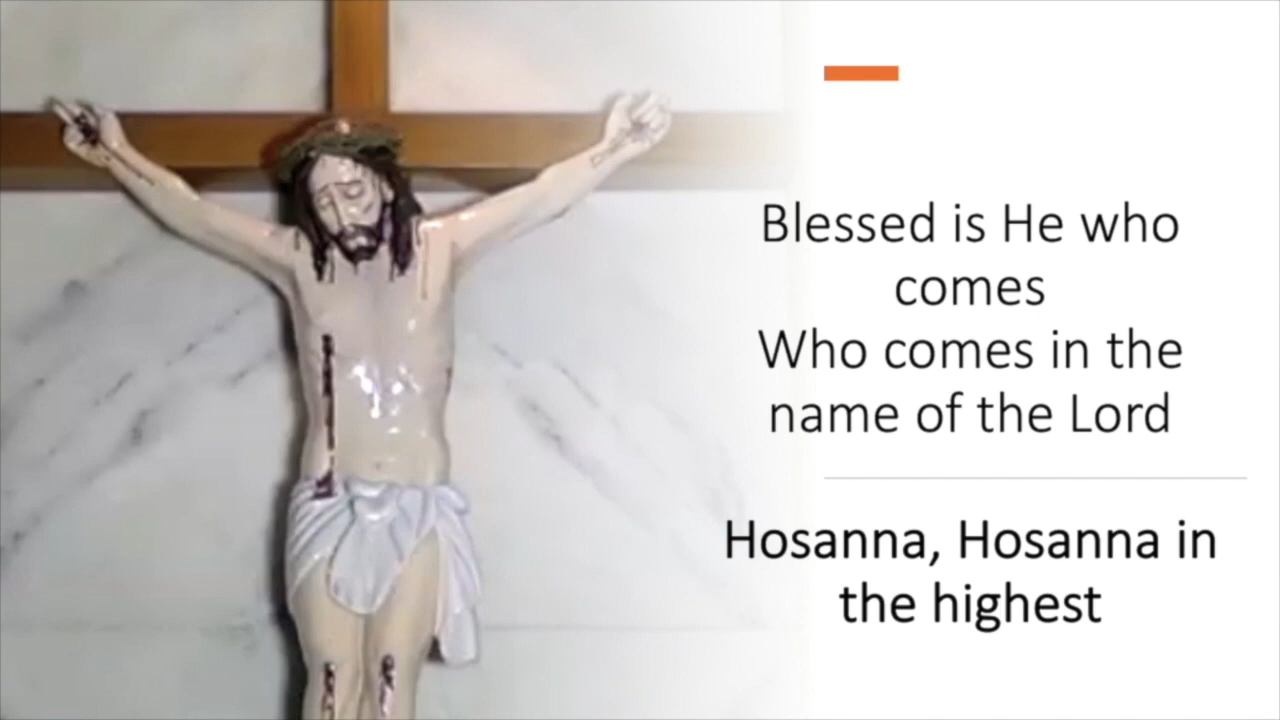 Blessed is He who
comes
Who comes in the
name of the Lord
Hosanna, Hosanna in
the highest